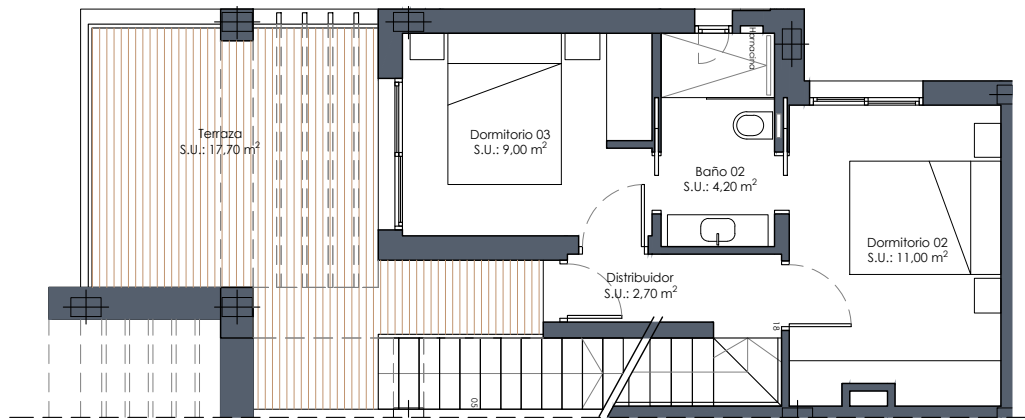 Hornacina
Terraza
S.U.: 17,70 m²
Dormitorio 03
S.U.: 9,00 m²
Baño 02
S.U.: 4,20 m²
Dormitorio 02
S.U.: 11,00 m²
Distribuidor
S.U.: 2,70 m²
18
05